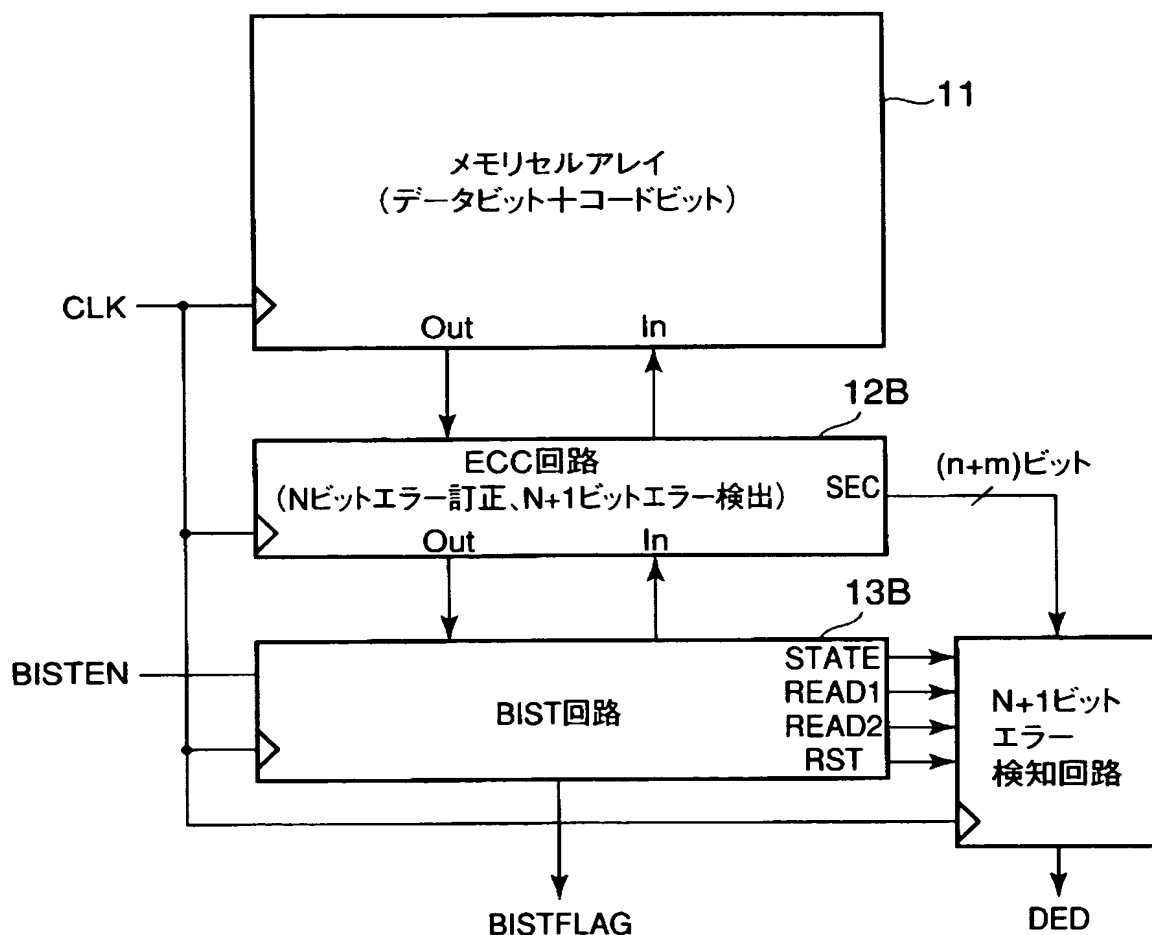 11
メモリセルアレイ
(データビット+コードビット)
CLK
Out
In
12B
ECC回路
(Nビットエラー訂正、N+1ビットエラー検出)
SEC
(n+m)ビット
Out
In
13B
BISTEN
BIST回路
STATE
READ1
READ2
RST
N+1ビット
エラー
検知回路
BISTFLAG
DED